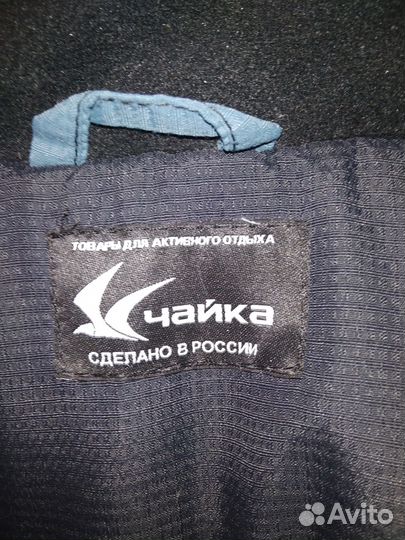 ТОВАРЫ ДЛЯ АКТИВНОГО ОТДЫХА
чайка
СДЕЛАНО В РОССИИ
Avito